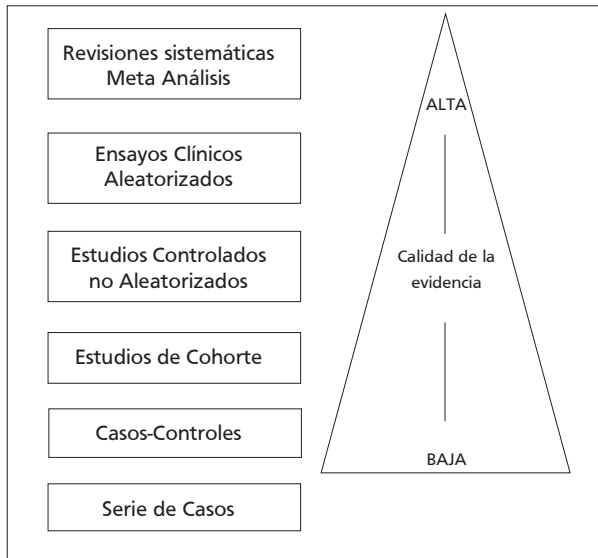 Revisiones sistemáticas
Meta Análisis
Ensayos Clínicos
Aleatorizados
Estudios Controlados
no Aleatorizados
Estudios de Cohorte
Casos-Controles
Serie de Casos
ALTA
Calidad de la
evidencia
BAJA